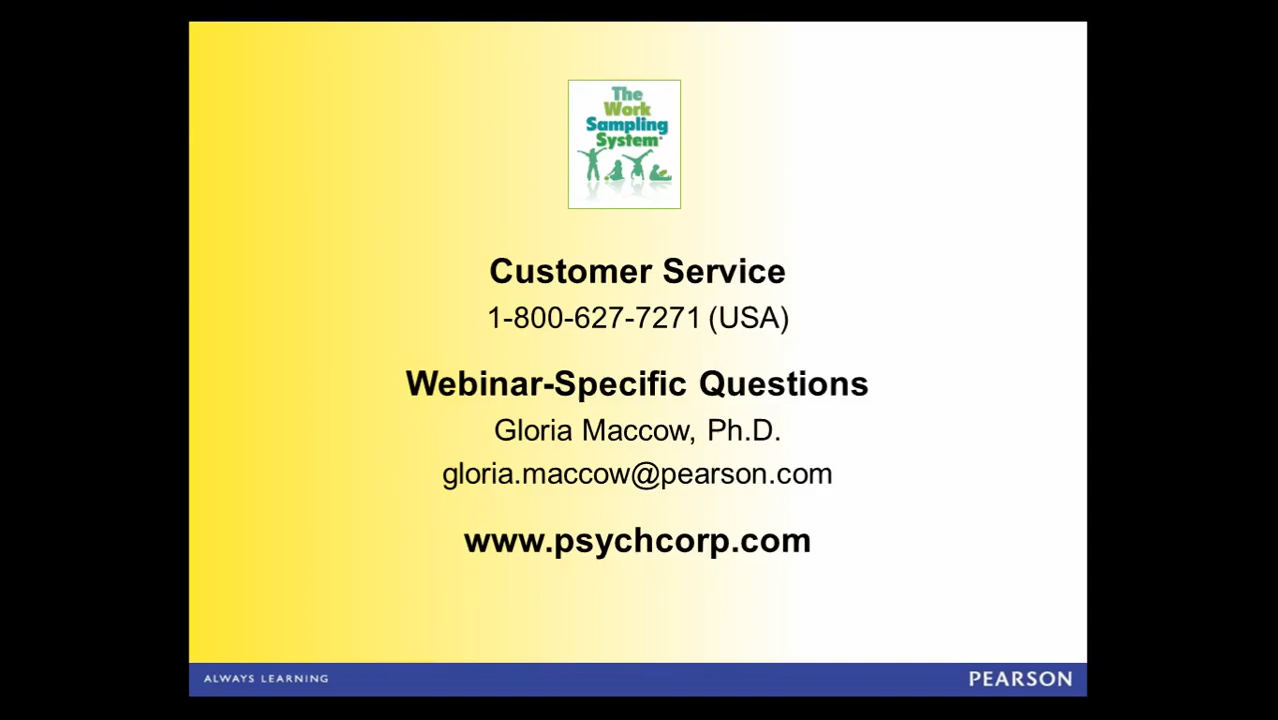 The
Work
Sampling
System®
Customer Service
1-800-627-7271 (USA)
Webinar-Specific Questions
Gloria Maccow, Ph.D.
gloria.maccow@pearson.com
www.psychcorp.com
ALWAYS LEARNING
PEARSON